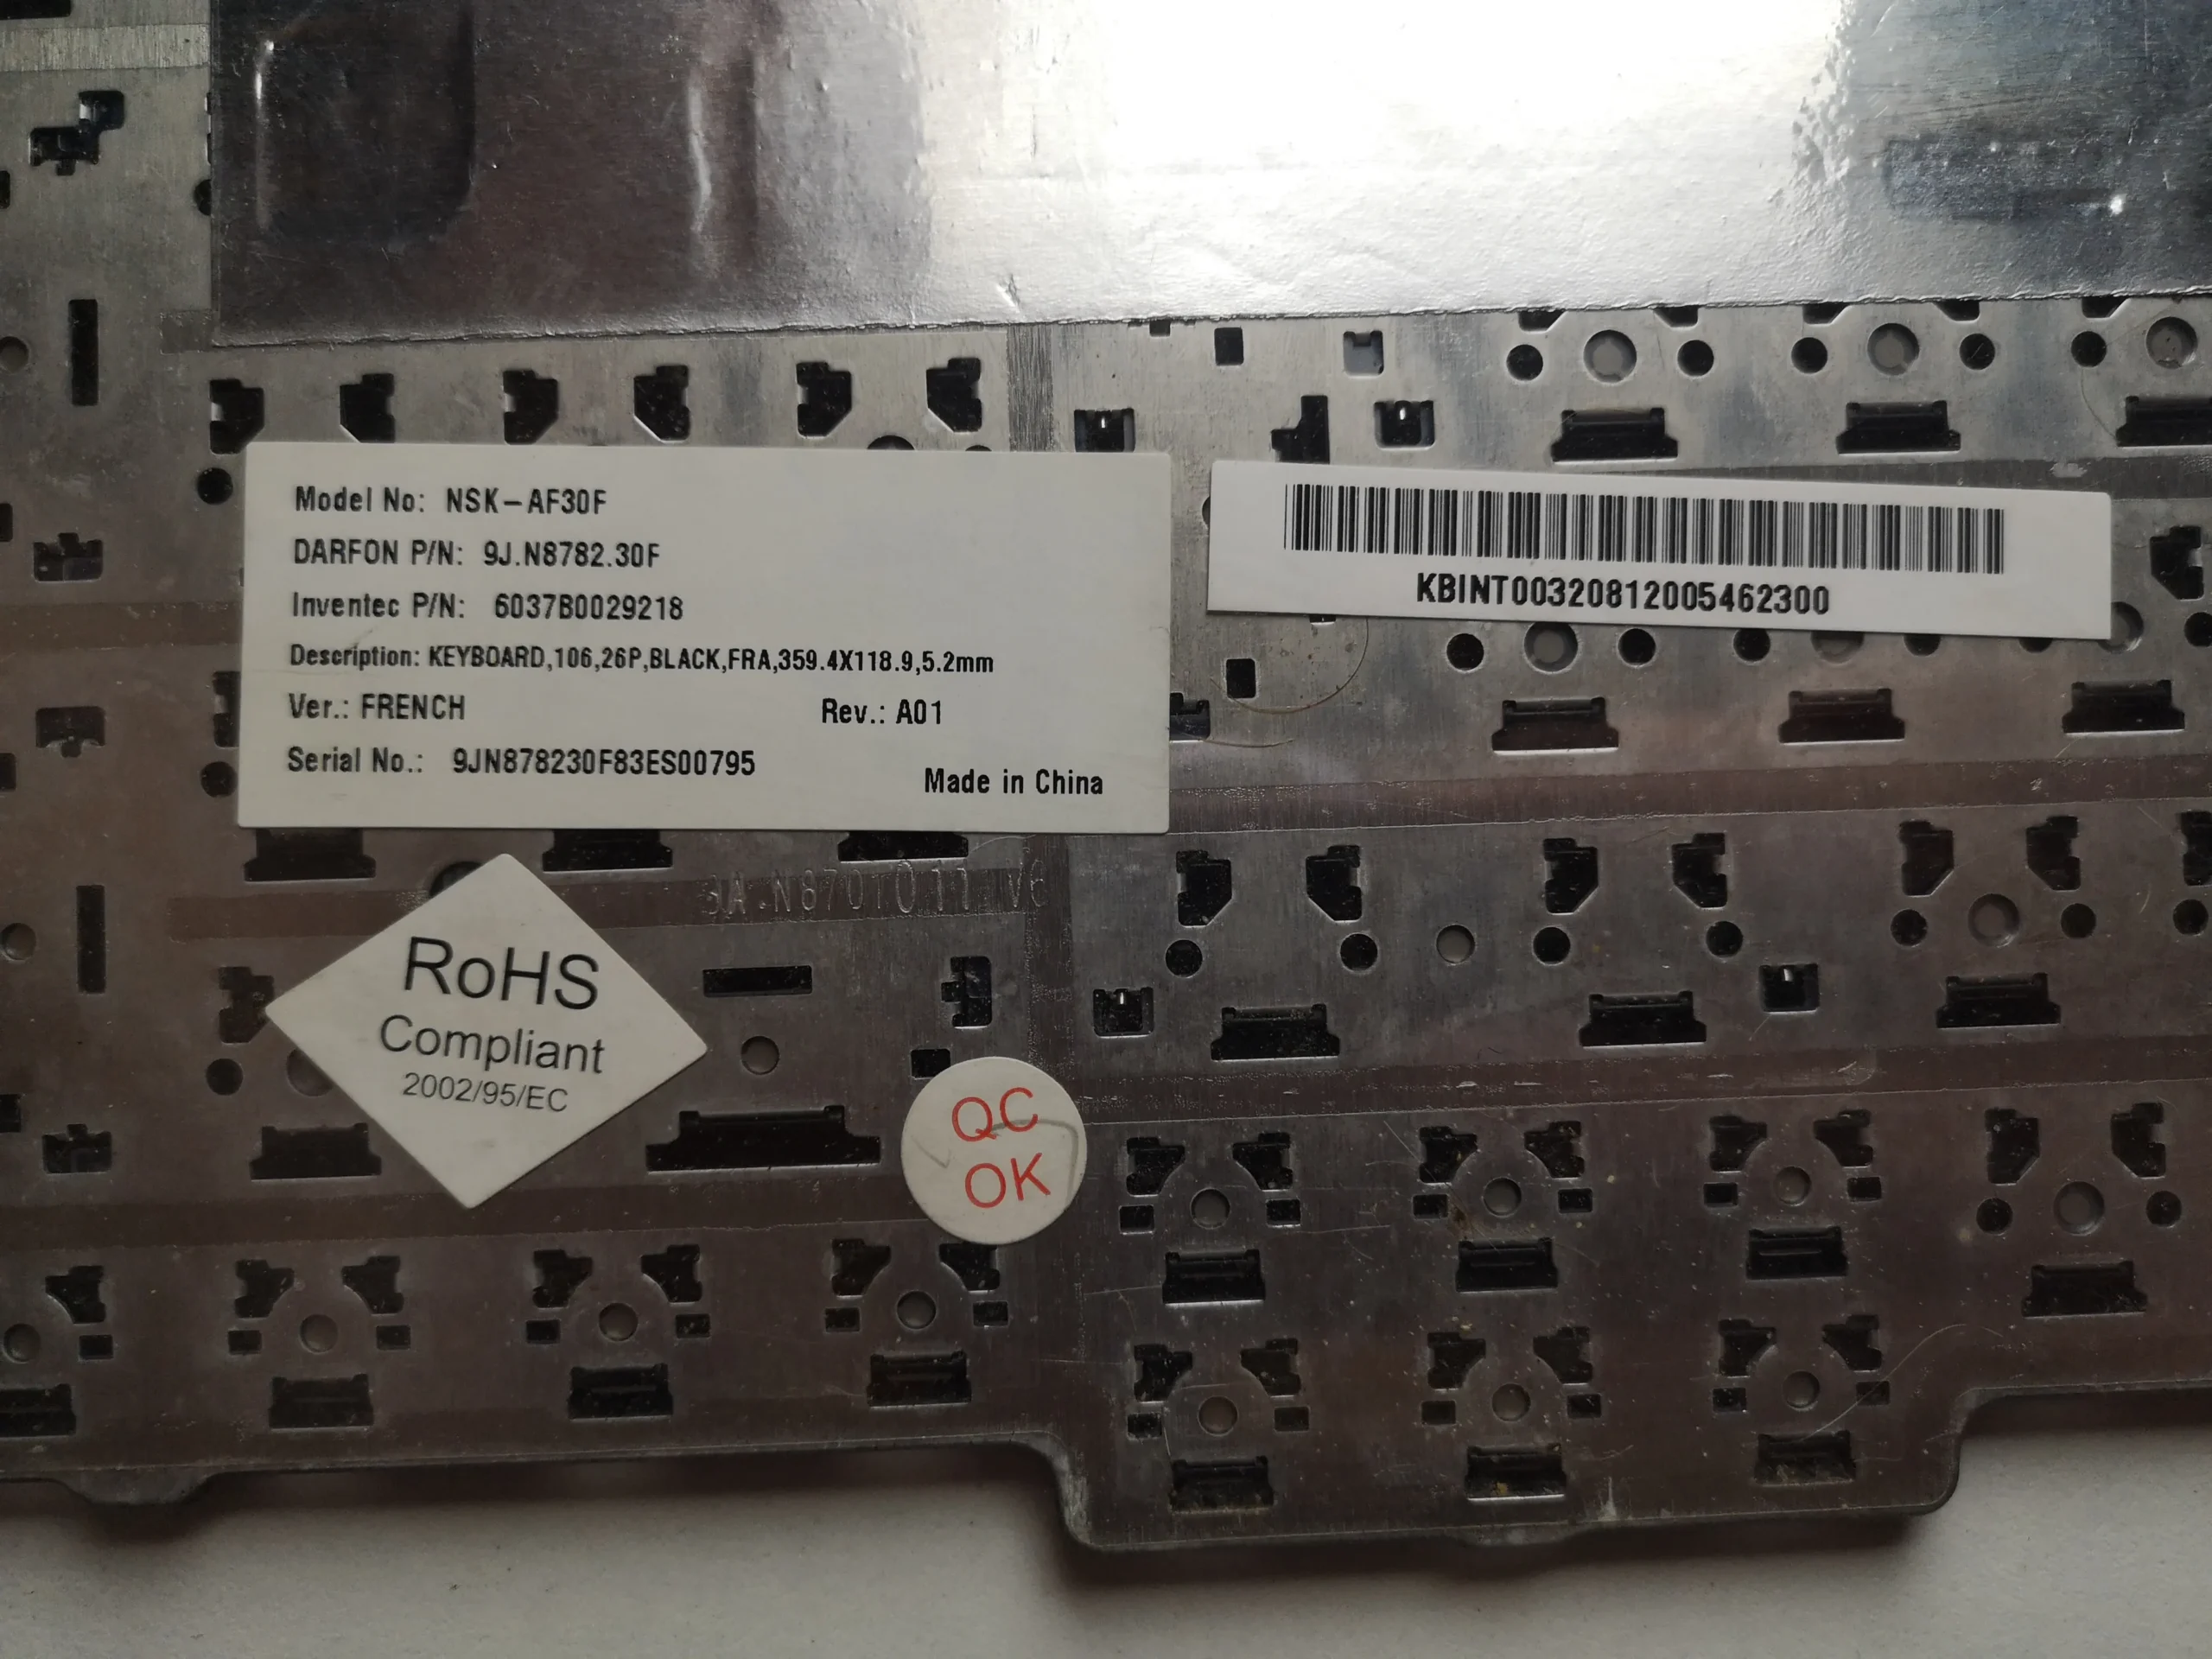 Model No: NSK-AF30F
DARFON P/N: 9J.N8782.30F
Inventec P/N: 6037B0029218
Description: KEYBOARD,106,26P,BLACK,FRA,359.4X118.9,5.2mm
Ver.: FRENCH Rev.: A01
Serial No.: 9JN878230F83ES00795
Made in China
KBINT00320812005462300
RoHS
Compliant
2002/95/EC
QC
OK